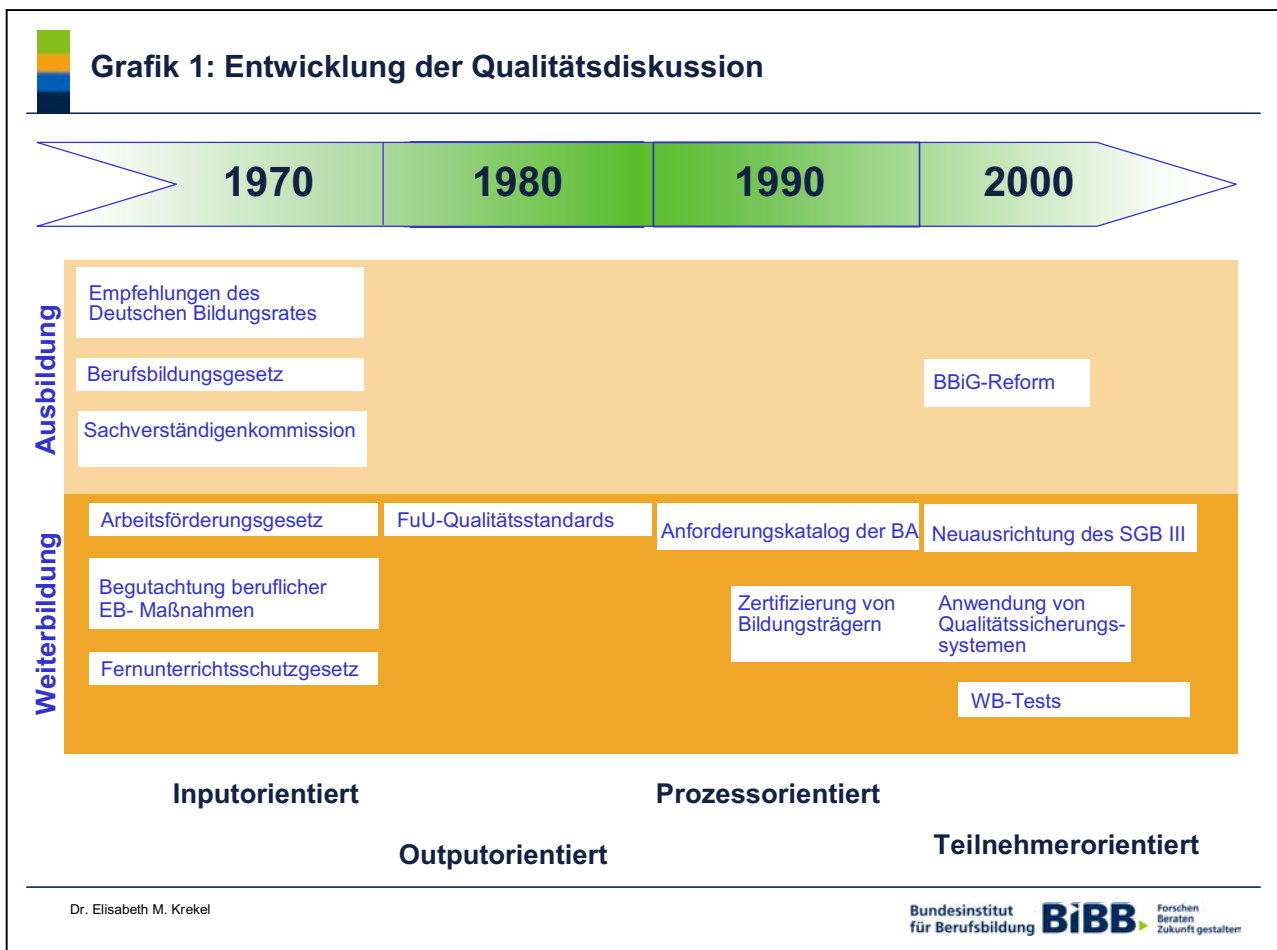 Grafik 1: Entwicklung der Qualitätsdiskussion
1970 1980 1990 2000
Ausbildung
Empfehlungen des
Deutschen Bildungsrates
Berufsbildungsgesetz
BBiG-Reform
Sachverständigenkommission
Weiterbildung
Arbeitsförderungsgesetz
FuU-Qualitätsstandards
Anforderungskatalog der BA
Neuausrichtung des SGB III
Begutachtung beruflicher
EB- Maßnahmen
Zertifizierung von
Bildungsträgern
Anwendung von
Qualitätssicherungs-
systemen
Fernunterrichtsschutzgesetz
WB-Tests
Inputorientiert
Prozessorientiert
Outputorientiert
Teilnehmerorientiert
Dr. Elisabeth M. Krekel
Bundesinstitut
für Berufsbildung
BiBB
Forschen
Beraten
Zukunft gestalten